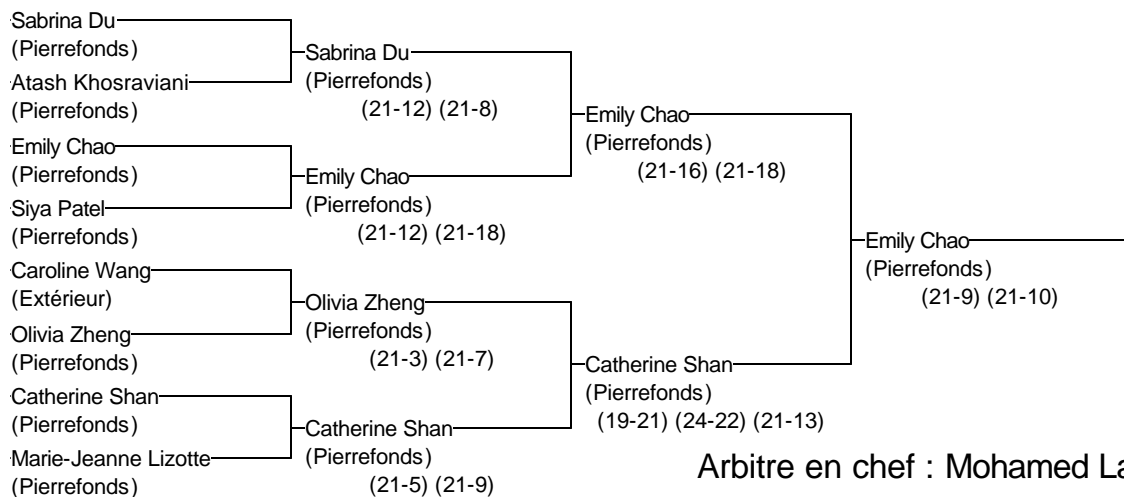 Sabrina Du
(Pierrefonds)
Atash Khosraviani
(Pierrefonds)
Emily Chao
(Pierrefonds)
Siya Patel
(Pierrefonds)
Caroline Wang
(Extérieur)
Olivia Zheng
(Pierrefonds)
Catherine Shan
(Pierrefonds)
Marie-Jeanne Lizotte
(Pierrefonds)
Sabrina Du
(Pierrefonds)
(21-12) (21-8)
Emily Chao
(Pierrefonds)
(21-12) (21-18)
Olivia Zheng
(Pierrefonds)
(21-3) (21-7)
Catherine Shan
(Pierrefonds)
(21-5) (21-9)
Emily Chao
(Pierrefonds)
(21-16) (21-18)
Catherine Shan
(Pierrefonds)
(19-21) (24-22) (21-13)
Emily Chao
(Pierrefonds)
(21-9) (21-10)
Arbitre en chef : Mohamed